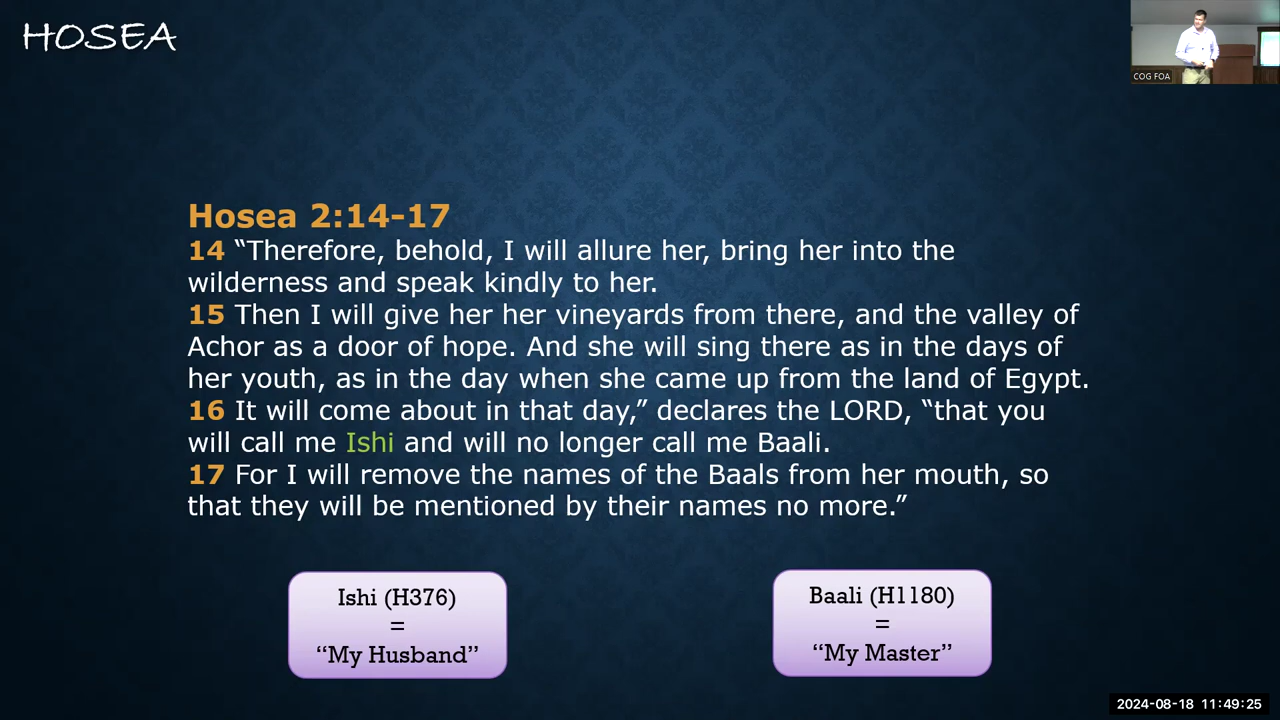 HOSEA
COG FOA
Hosea 2:14-17
14 “Therefore, behold, I will allure her, bring her into the
wilderness and speak kindly to her.
15 Then I will give her her vineyards from there, and the valley of
Achor as a door of hope. And she will sing there as in the days of
her youth, as in the day when she came up from the land of Egypt.
16 It will come about in that day,” declares the LORD, “that you
will call me Ishi and will no longer call me Baali.
17 For I will remove the names of the Baals from her mouth, so
that they will be mentioned by their names no more.”
Ishi (H376)
=
“My Husband”
Baali (H1180)
=
“My Master”
2024-08-18 11:49:25